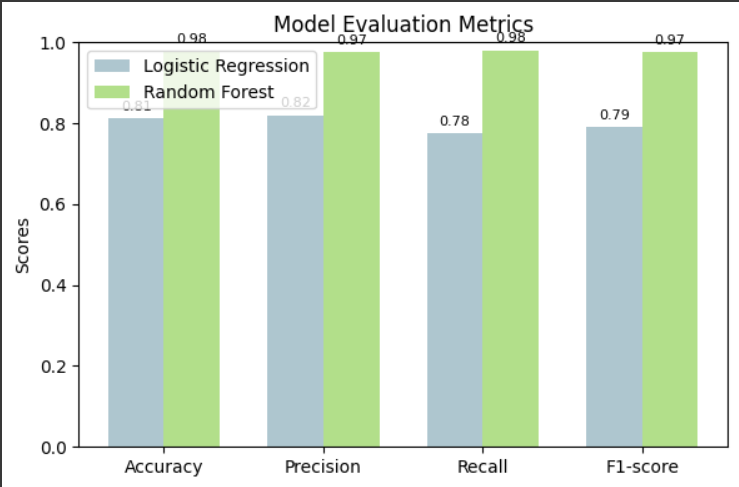 Model Evaluation Metrics
Logistic Regression
Random Forest
0.81
0.98
0.82
0.97
0.78
0.98
0.79
0.97
Scores
1.0
0.8
0.6
0.4
0.2
0.0
Accuracy
Precision
Recall
F1-score